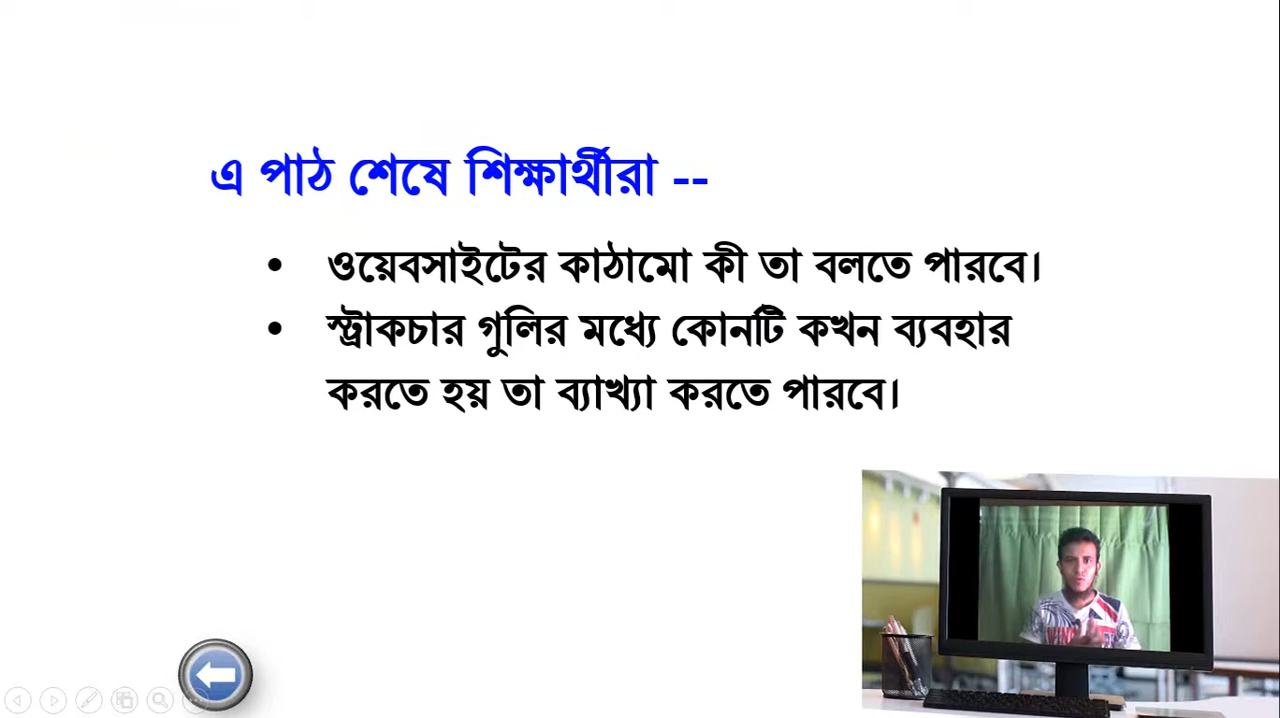 এ পাঠ শেষে শিক্ষার্থীরা --
• ওয়েবসাইটের কাঠামো কী তা বলতে পারবে।
• স্ট্রাকচার গুলির মধ্যে কোনটি কখন ব্যবহার
করতে হয় তা ব্যাখ্যা করতে পারবে।